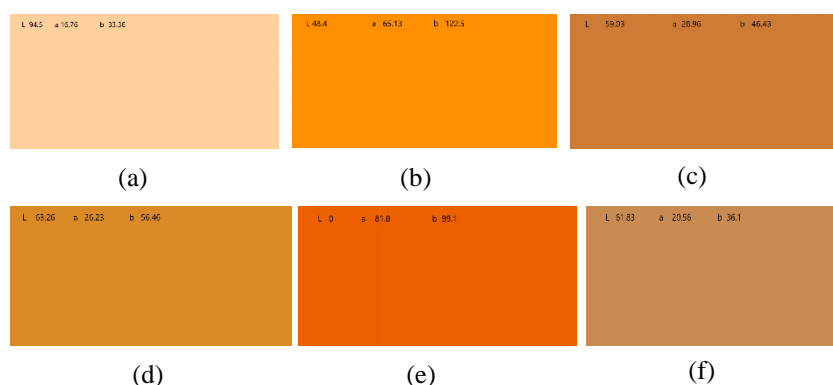 L 94.5 a 16.76 b 33.36
L 48.4 a 65.13 b 122.5
L 59.03 a 28.96 b 46.43
(a) (b) (c)
L 63.26 a 26.23 b 56.46
L 0 a 81.8 b 99.1
L 61.83 a 20.56 b 36.1
(d) (e) (f)